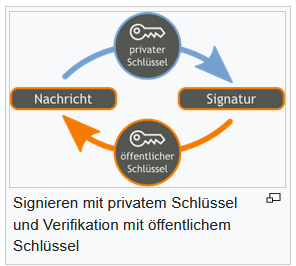 privater
Schlüssel
Nachricht
Signatur
öffentlicher
Schlüssel
Signieren mit privatem Schlüssel
und Verifikation mit öffentlichem
Schlüssel